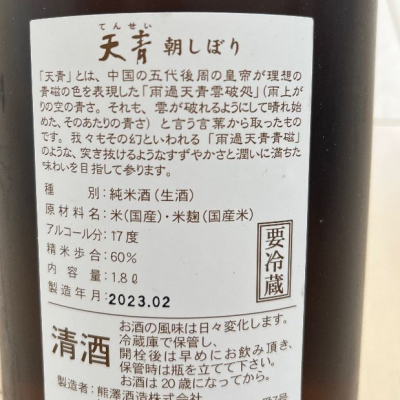 てんせい
天青 朝しぼり
「天青」とは、中国の五代後周の皇帝が理想の
青磁の色を表現した「雨過天青雲破処」(雨上が
りの空の青さ。それも、雲が破れるようにして晴れ始
めた、そのあたりの青さ)と言う言葉から取ったもの
です。我々もその幻といわれる「雨過天青青磁」
のような、突き抜けるようなすずやかさと潤いに満ちた
味わいを目指して参ります。
種別:純米酒(生酒)
原材料名:米(国産)・米麹(国産米)
アルコール分:17度
精米歩合:60%
内容量:1.8ℓ
製造年月:2023.02
要冷蔵
清酒
お酒の風味は日々変化します。
冷蔵庫で保管し、
開栓後は早めにお飲み頂き、
保管時は瓶を立てて下さい。
お酒は20歳になってから。
製造者:熊澤酒造株式会社